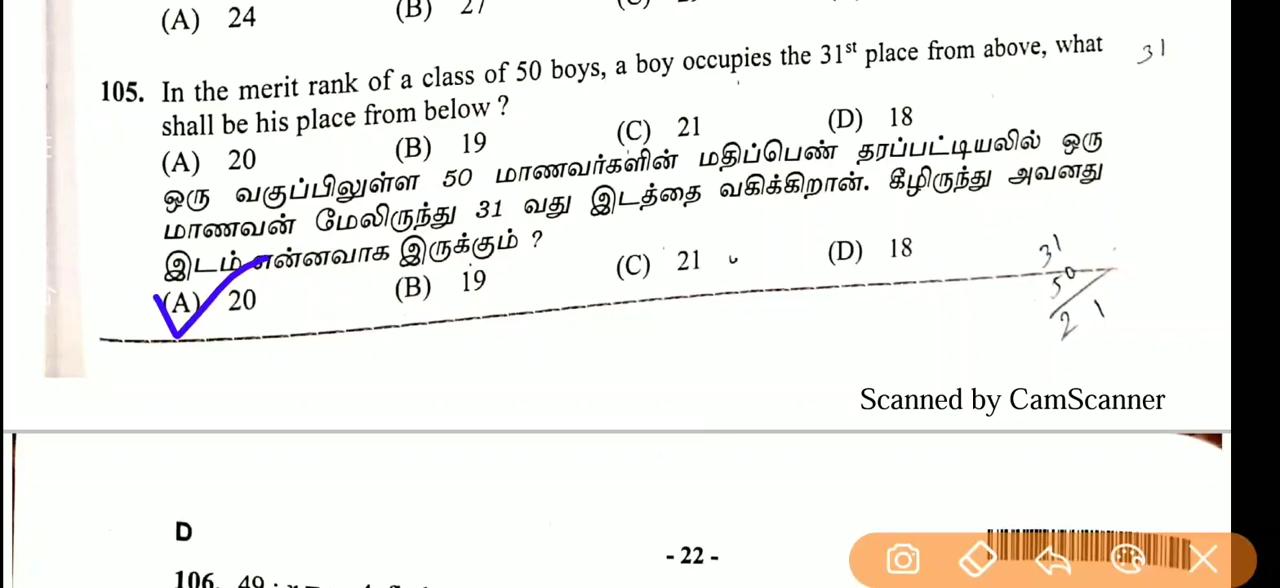 (A) 24
(B) 27
105. In the merit rank of a class of 50 boys, a boy occupies the 31st place from above, what
31
shall be his place from below ?
(A) 20 (B) 19 (C) 21 (D) 18
ஒரு வகுப்பிலுள்ள 50 மாணவர்களின் மதிப்பெண் தரப்பட்டியலில் ஒரு
மாணவன் மேலிருந்து 31 வது இடத்தை வகிக்கிறான். கீழிருந்து அவனது
இடம் என்னவாக இருக்கும் ?
(A) 20 (B) 19 (C) 21 (D) 18
31
50
21
Scanned by CamScanner
D
- 22 -
106. 49 :